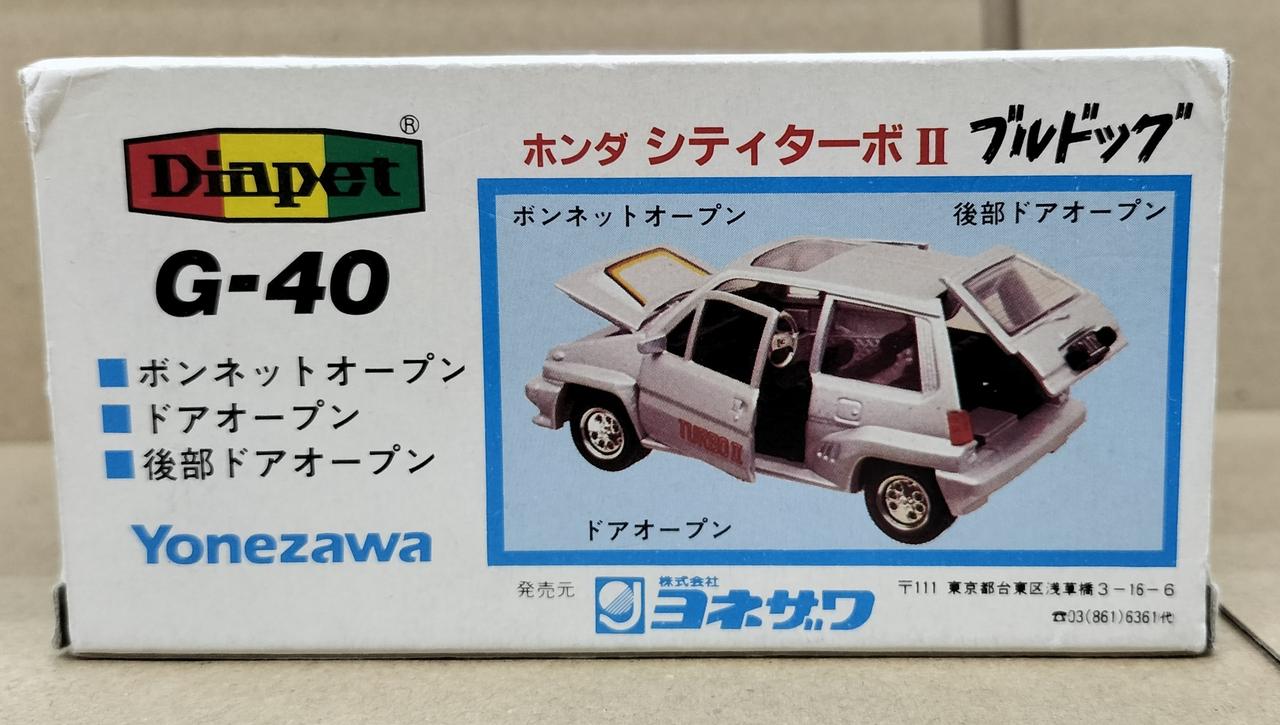 Diapet ®
G-40
■ボンネットオープン
■ドアオープン
■後部ドアオープン
Yonezawa
ホンダ シティターボⅡ ブルドッグ
ボンネットオープン 後部ドアオープン
TURBO Ⅱ
ドアオープン
発売元 株式会社 ヨネザワ
〒111 東京都台東区浅草橋3-16-6
☎03(861)6361代